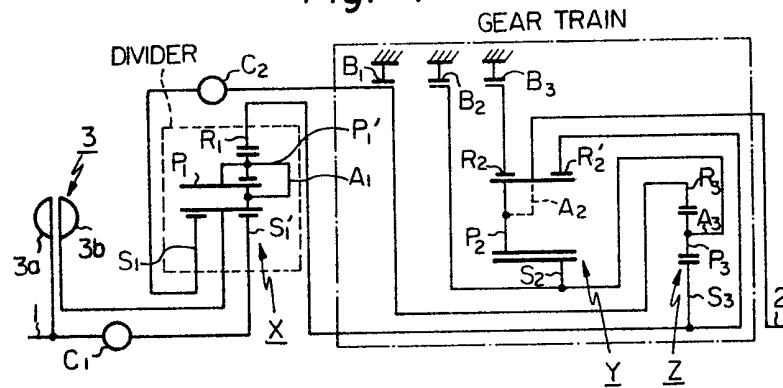 GEAR TRAIN
DIVIDER
C2
B1
B2
B3
R1
P1'
3
P1
A1
R2
R2'
R3
A2
A3
3a
3b
S1
S1'
P2
P3
S2
S3
1
X
2
C1
Y
Z